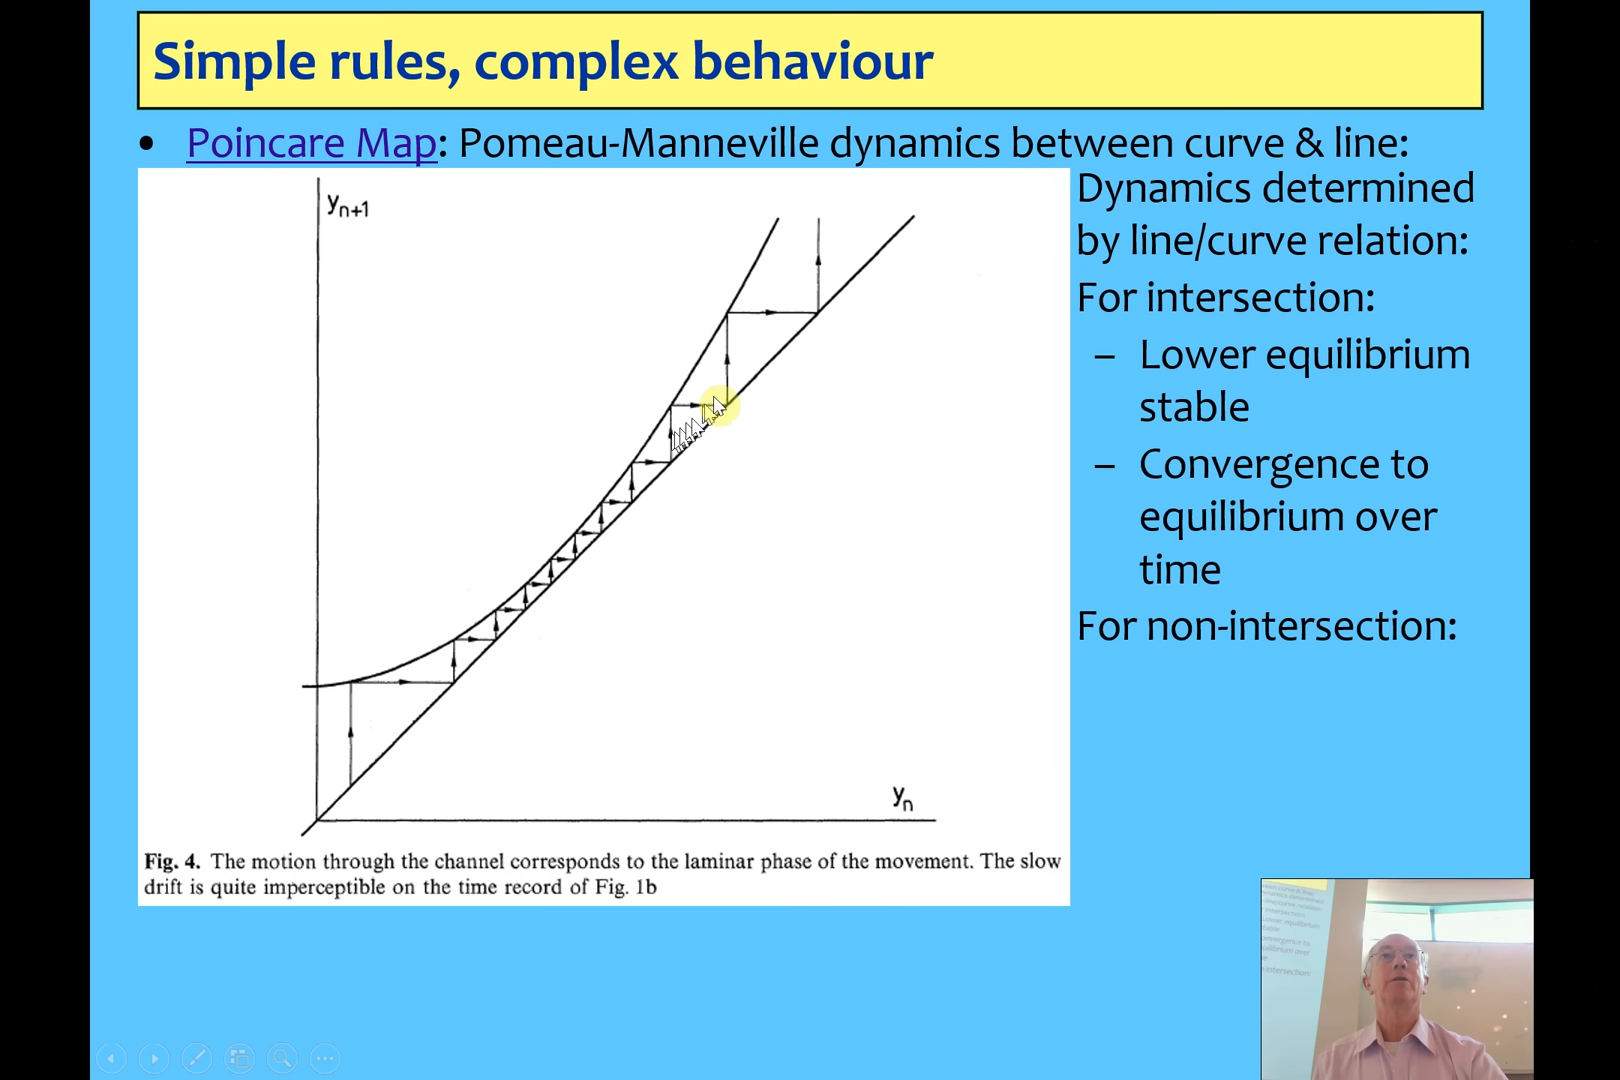 Simple rules, complex behaviour
• Poincare Map: Pomeau-Manneville dynamics between curve & line:
Dynamics determined
by line/curve relation:
For intersection:
– Lower equilibrium
stable
– Convergence to
equilibrium over
time
For non-intersection:
yn+1
yn
Fig. 4. The motion through the channel corresponds to the laminar phase of the movement. The slow
drift is quite imperceptible on the time record of Fig. 1b